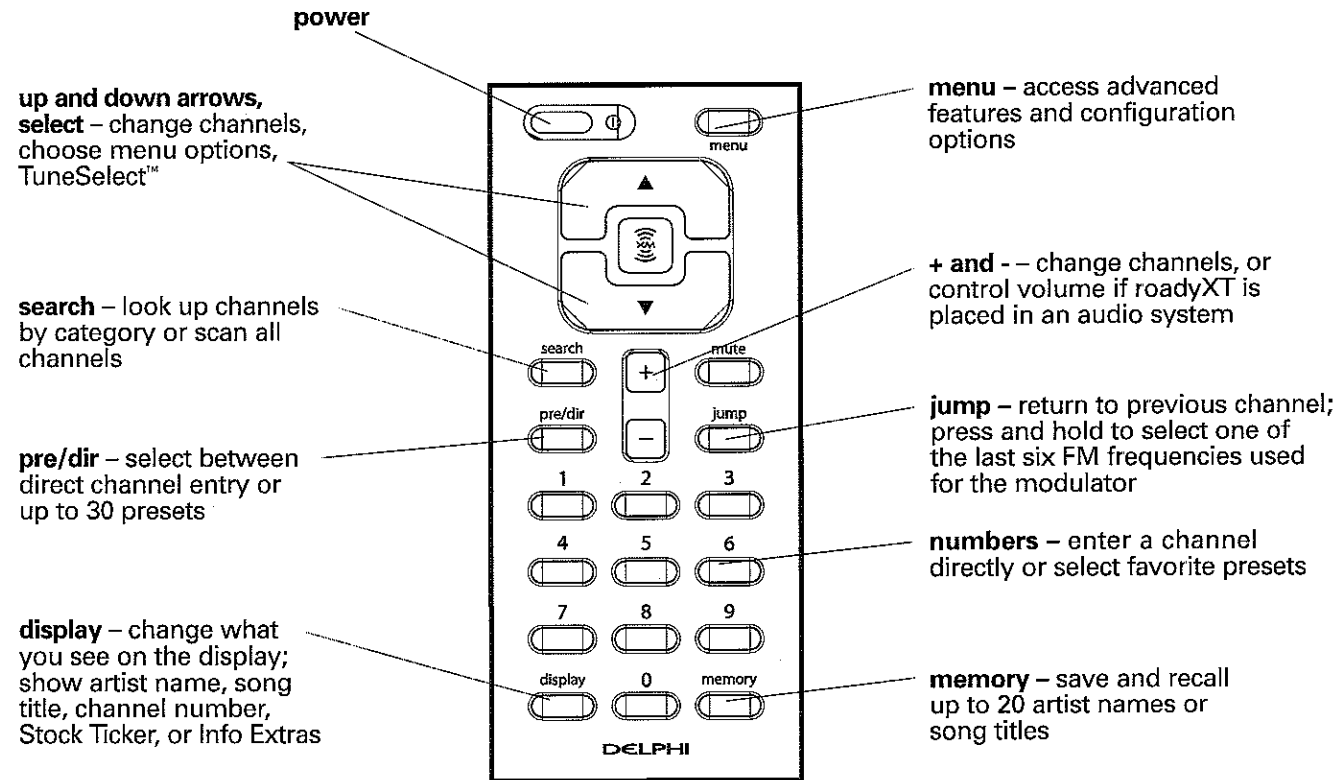 power
up and down arrows,
select – change channels,
choose menu options,
TuneSelect™
search – look up channels
by category or scan all
channels
pre/dir – select between
direct channel entry or
up to 30 presets
display – change what
you see on the display;
show artist name, song
title, channel number,
Stock Ticker, or Info Extras
menu
XM
search
mute
+
pre/dir
jump
−
1 2 3
4 5 6
7 8 9
display 0 memory
DELPHI
menu – access advanced
features and configuration
options
+ and - – change channels, or
control volume if roadyXT is
placed in an audio system
jump – return to previous channel;
press and hold to select one of
the last six FM frequencies used
for the modulator
numbers – enter a channel
directly or select favorite presets
memory – save and recall
up to 20 artist names or
song titles